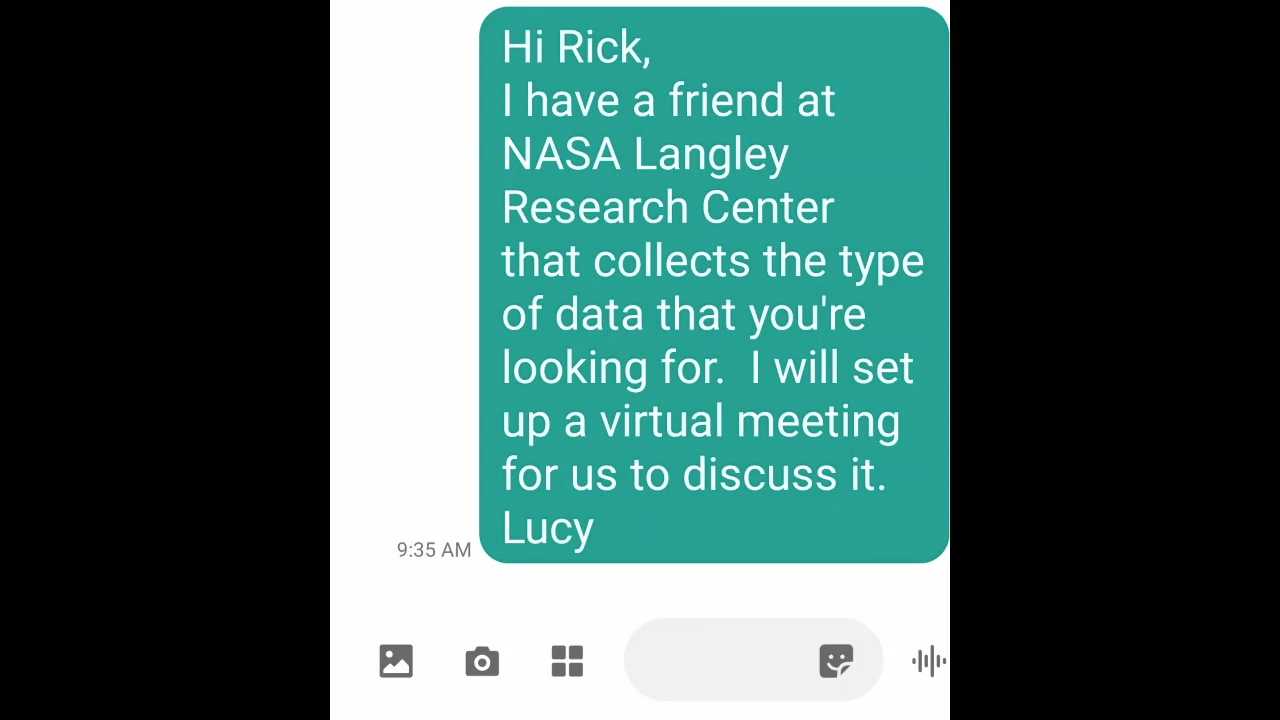 Hi Rick,
I have a friend at
NASA Langley
Research Center
that collects the type
of data that you're
looking for.  I will set
up a virtual meeting
for us to discuss it.
Lucy
9:35 AM